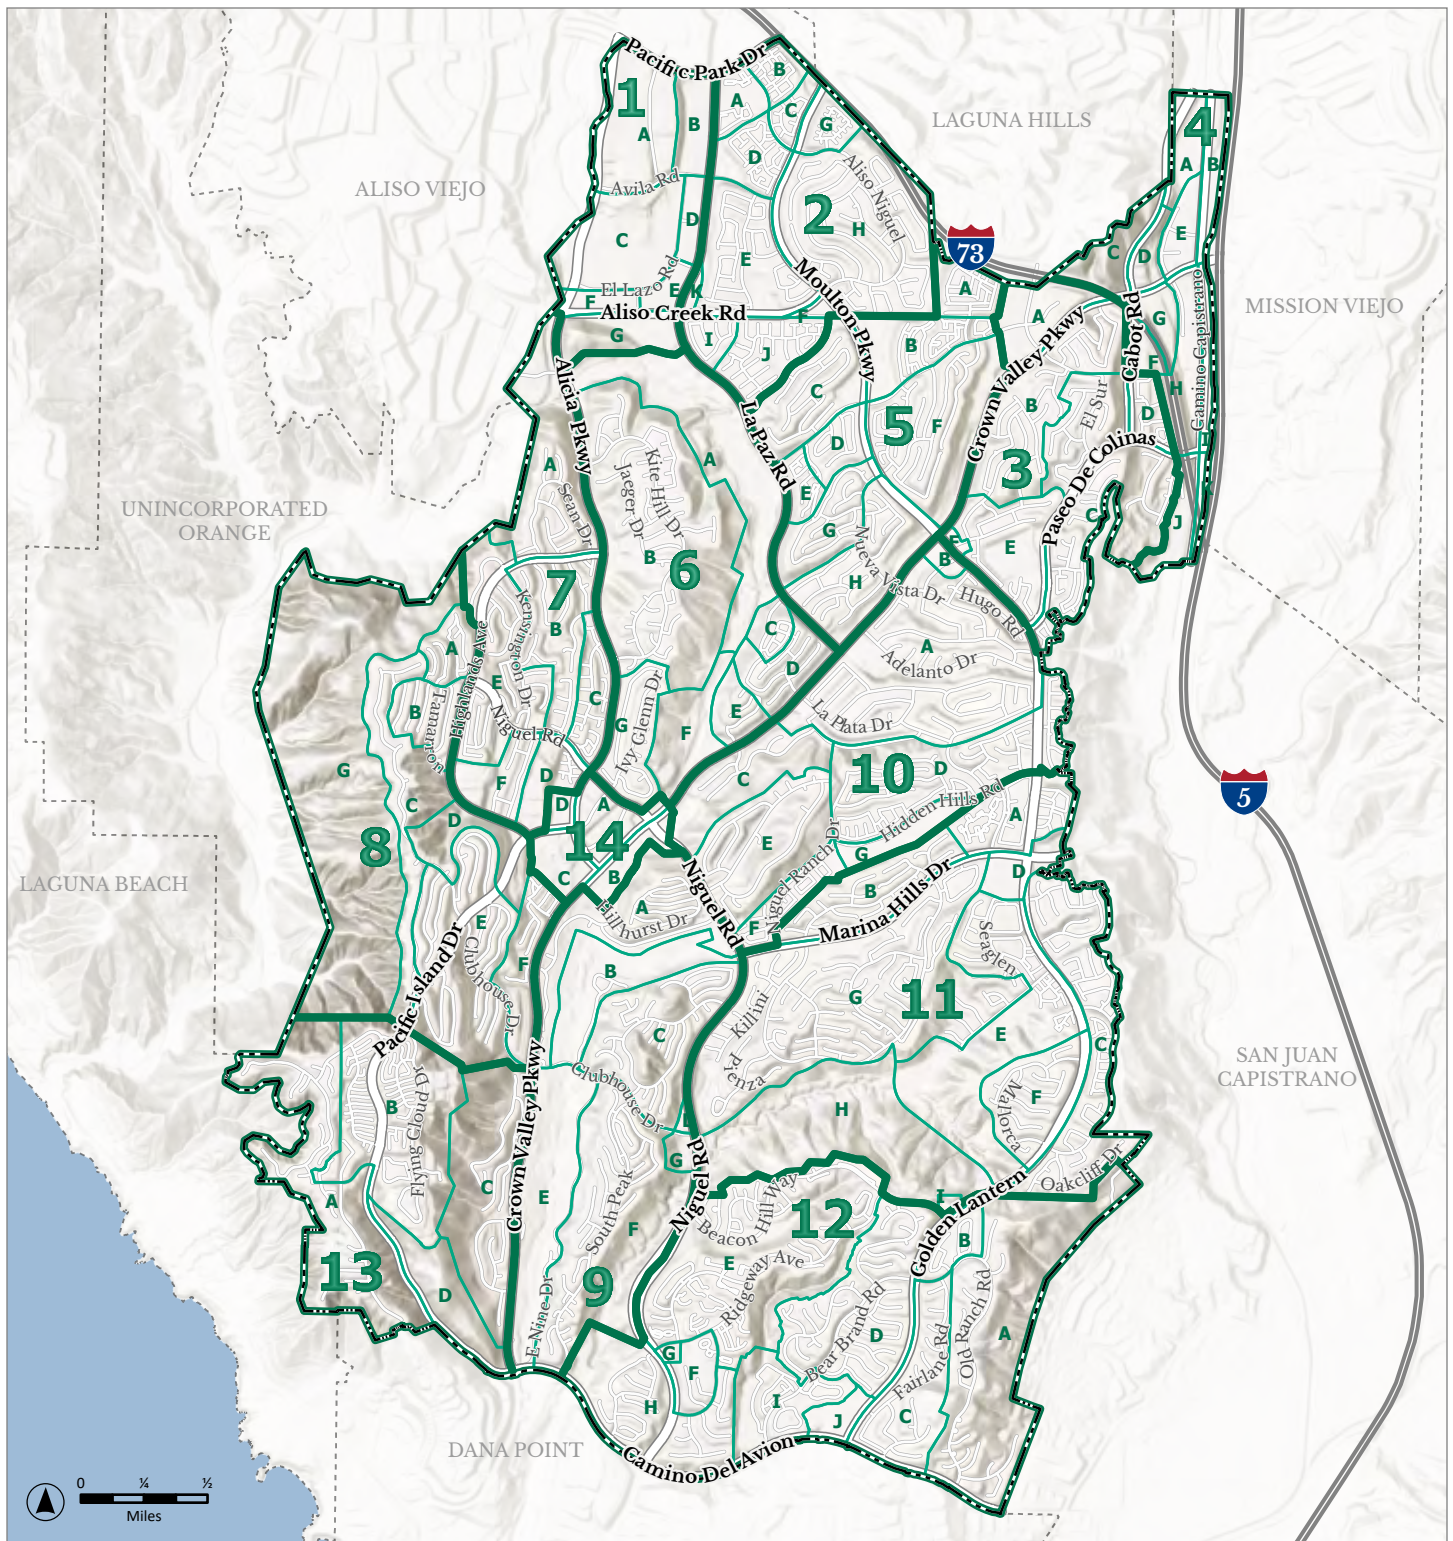 Pacific Park Dr
B
1
A
C
LAGUNA HILLS
4
A
B
G
B
A
D
Aliso Niguel
A
B
ALISO VIEJO
Avila Rd
2
H
D
C
E
E
73
C
D
El Lazo Rd
E
K
Moulton Pkwy
A
MISSION VIEJO
F
Aliso Creek Rd
F
A
Cabot Rd
G
Camino Capistrano
G
I
J
B
Crown Valley Pkwy
F
H
Alicia Pkwy
La Paz Rd
C
B
El Sur
D
5
F
D
Paseo De Colinas
I
A
Kite Hill Dr
Jaeger Dr
A
3
Sean Dr
E
UNINCORPORATED
ORANGE
G
C
J
B
6
Nueva Vista Dr
E
F
B
7
H
Hugo Rd
Kensington Dr
B
C
A
Highlands Ave
A
Adelanto Dr
E
D
Tamarron
B
C
Niguel Rd
G
Ivy Glenn Dr
F
E
La Plata Dr
G
F
D
C
10
D
5
C
D
D
A
Hidden Hills Rd
A
8
14
E
Niguel Ranch Dr
G
LAGUNA BEACH
C
B
Niguel Rd
B
Marina Hills Dr
D
A
Hillhurst Dr
F
E
Seaglen
Pacific Island Dr
Clubhouse Dr
F
B
G
11
Killini
C
E
C
Pienza
SAN JUAN
CAPISTRANO
Flying Cloud Dr
B
Crown Valley Pkwy
Clubhouse Dr
H
Mallorca
F
G
Niguel Rd
Oakcliff Dr
A
C
E
South Peak
F
Beacon Hill Way
12
I
Golden Lantern
B
13
D
9
E
Ridgeway Ave
Bear Brand Rd
D
Fairlane Rd
Old Ranch Rd
A
E Nine Dr
G
F
H
I
J
C
DANA POINT
Camino Del Avion
0
¼
½
Miles